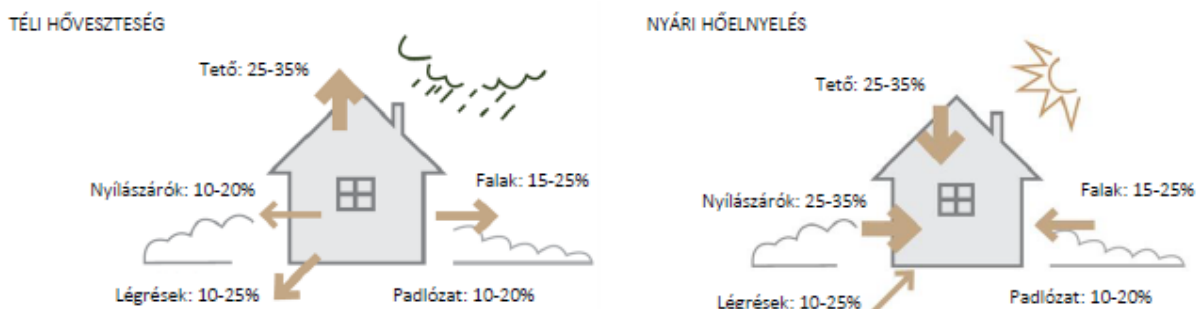 TÉLI HŐVESZTESÉG
Tető: 25-35%
Nyílászárók: 10-20%
Falak: 15-25%
Légrések: 10-25%
Padlózat: 10-20%
NYÁRI HŐELNYELÉS
Tető: 25-35%
Nyílászárók: 25-35%
Falak: 15-25%
Légrések: 10-25%
Padlózat: 10-20%